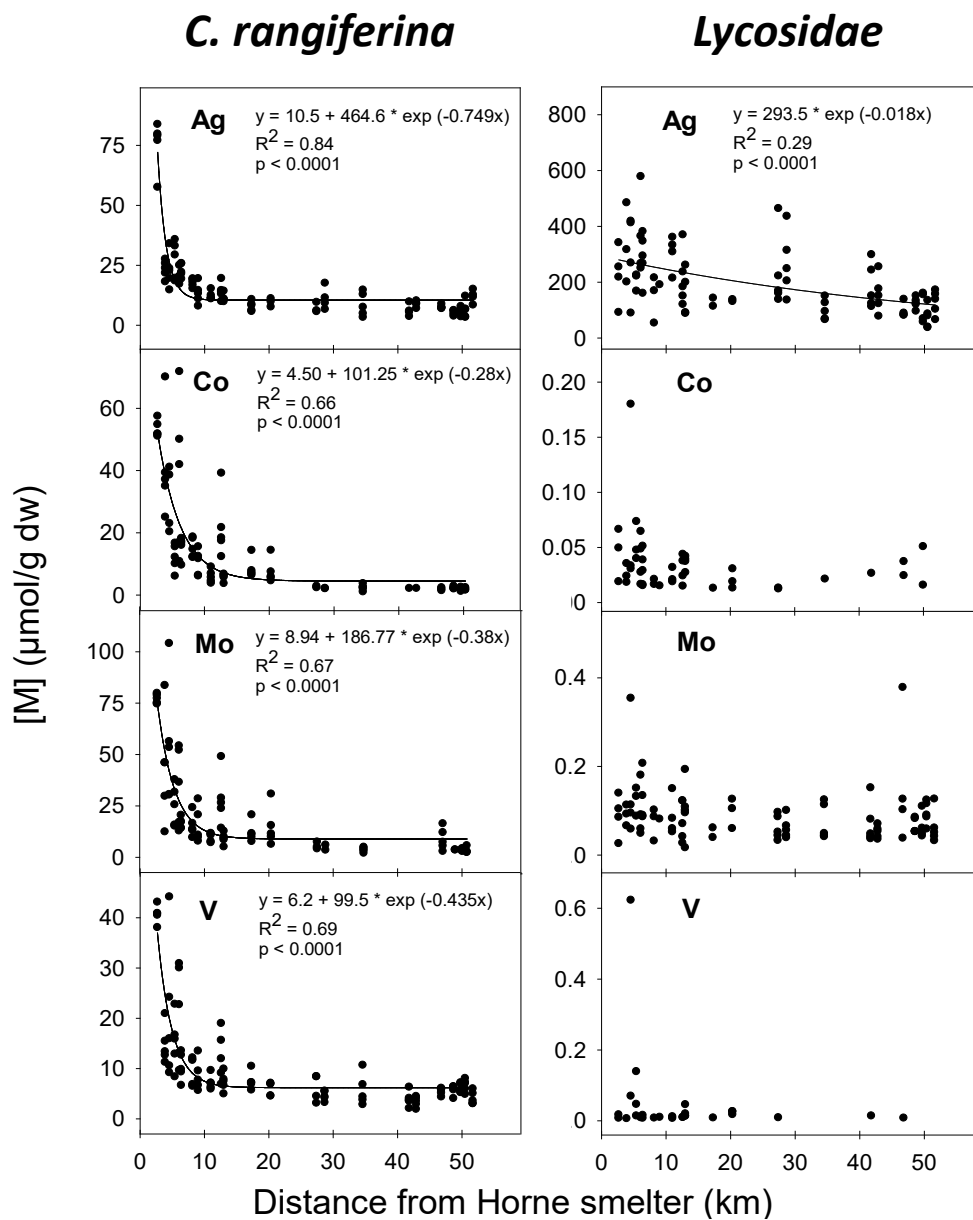 C. rangiferina
Lycosidae
[M] (µmol/g dw)
Ag
y = 10.5 + 464.6 * exp (-0.749x)
R2 = 0.84
p < 0.0001
75
50
25
0
Ag
y = 293.5 * exp (-0.018x)
R2 = 0.29
p < 0.0001
800
600
400
200
0
Co
y = 4.50 + 101.25 * exp (-0.28x)
R2 = 0.66
p < 0.0001
60
40
20
0
Co
0.20
0.15
0.10
0.05
.00
Mo
y = 8.94 + 186.77 * exp (-0.38x)
R2 = 0.67
p < 0.0001
100
75
50
25
0
Mo
0.4
0.2
.0
V
y = 6.2 + 99.5 * exp (-0.435x)
R2 = 0.69
p < 0.0001
40
30
20
10
0
V
0.6
0.4
0.2
.0
0 10 20 30 40 50
0 10 20 30 40 50
Distance from Horne smelter (km)